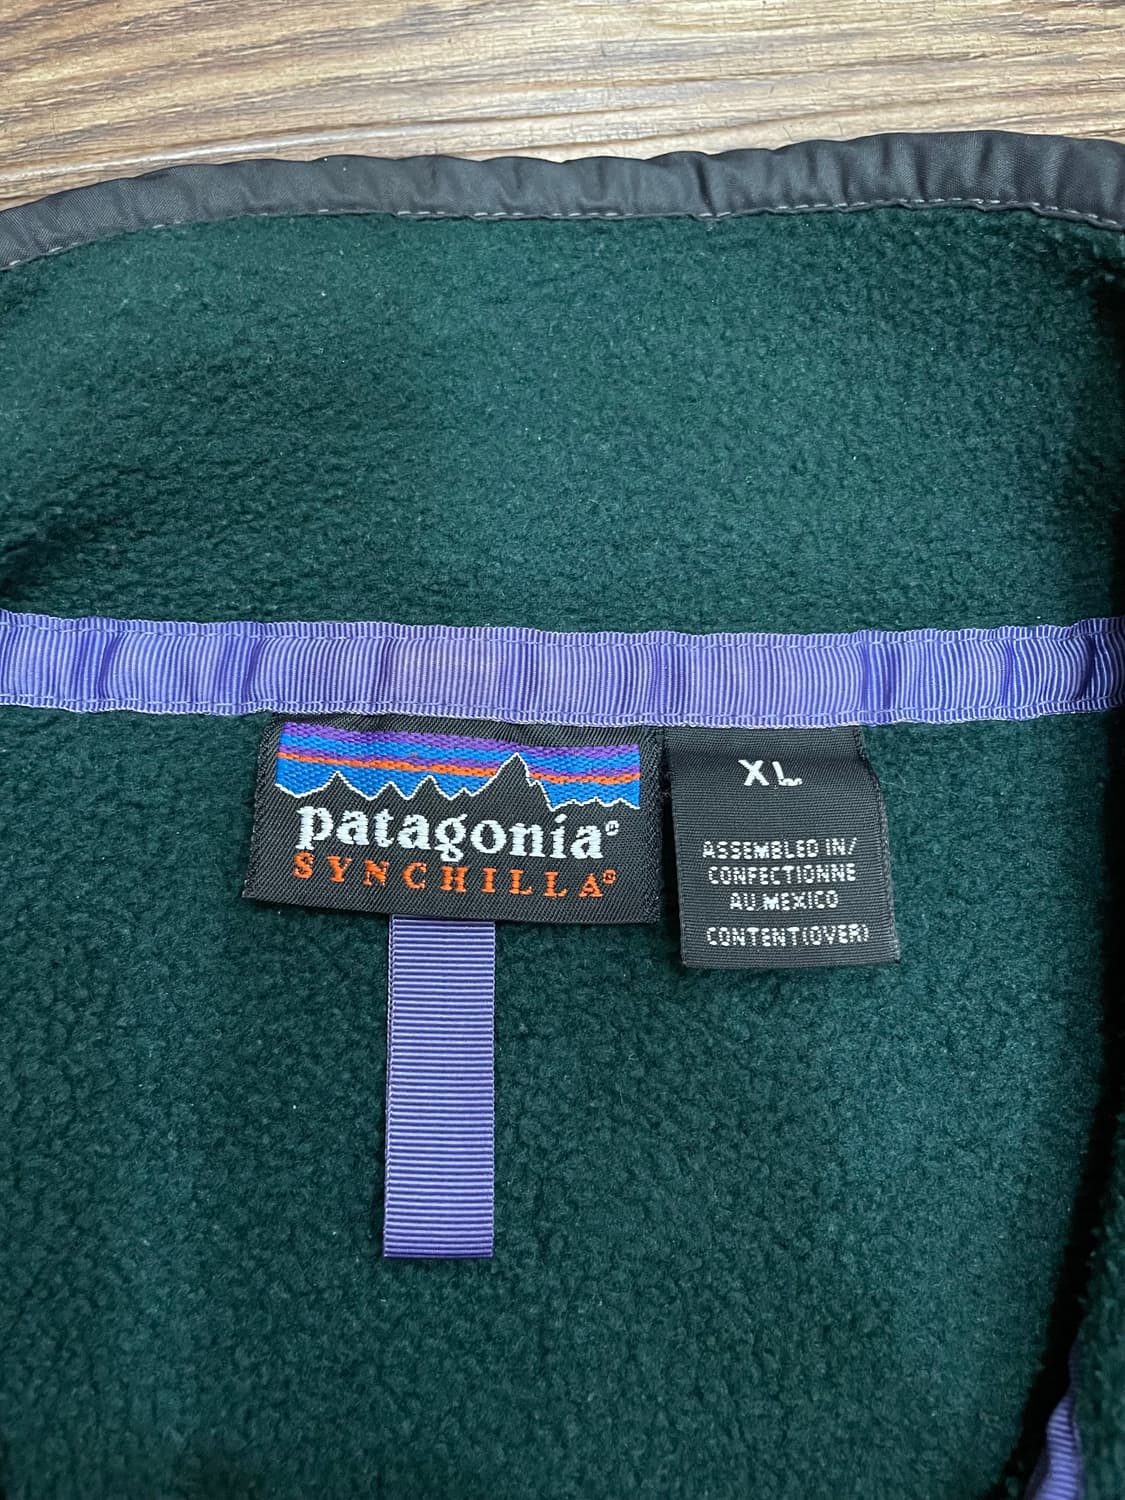 patagonia®
SYNCHILLA®
XL
ASSEMBLED IN/
CONFECTIONNE
AU MEXICO
CONTENT(OVER)